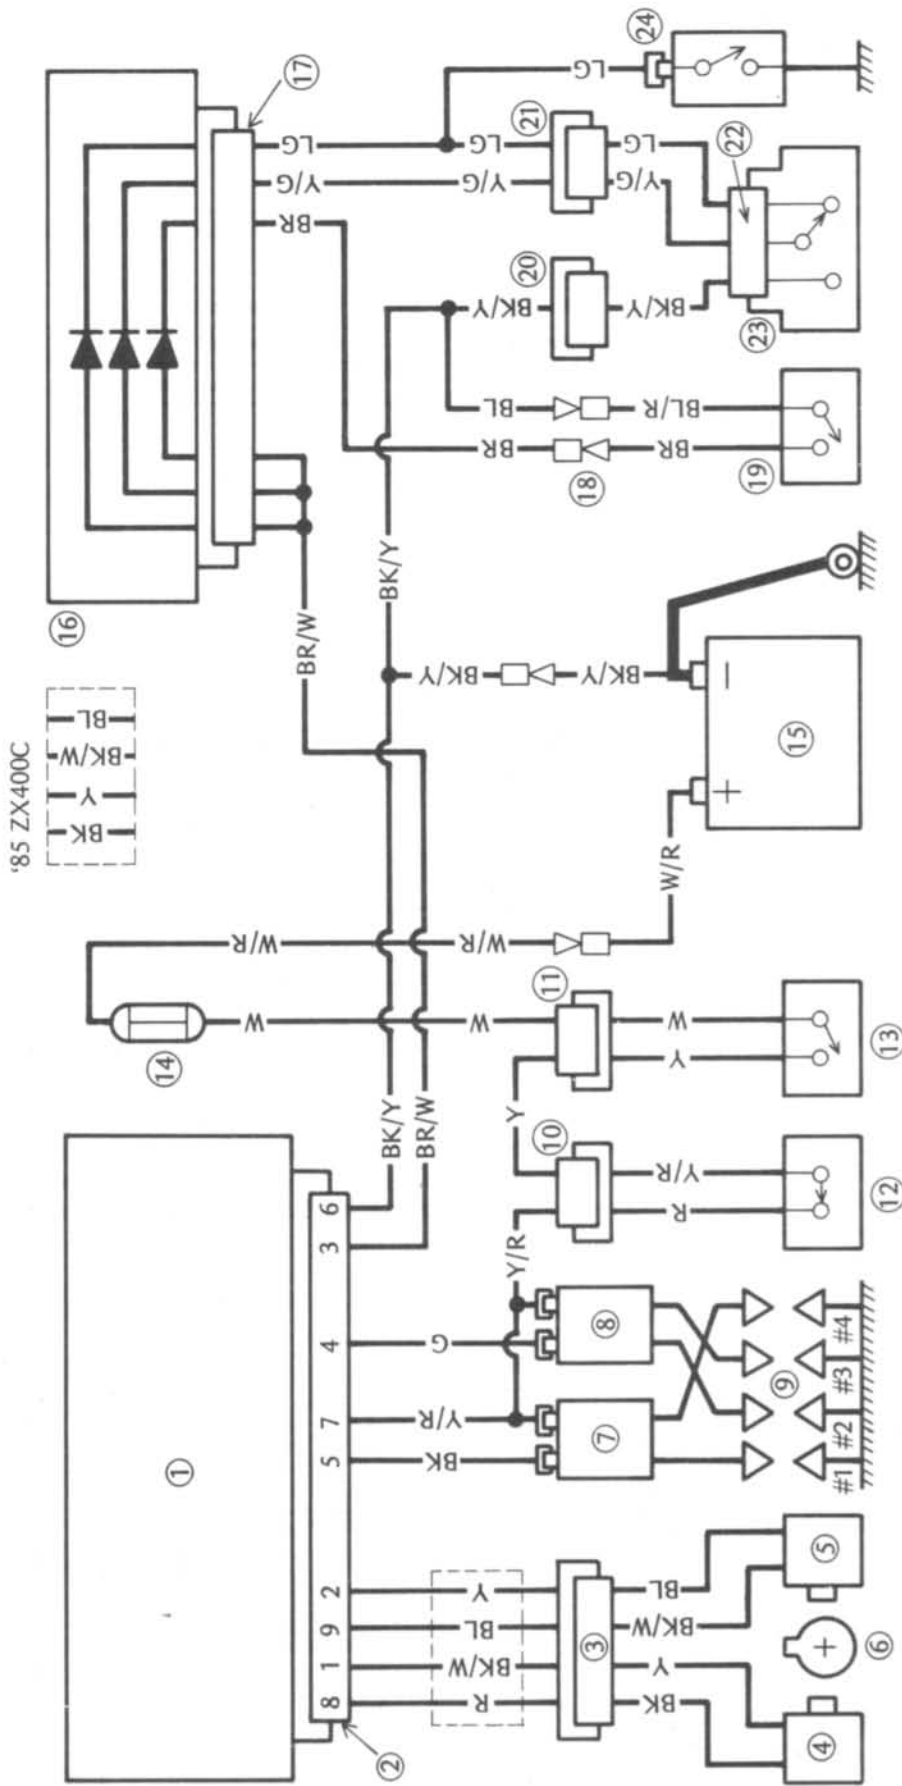 '85 ZX400C
BK Y BK/W BL
⑯
⑭
①
⑰
W W/R
BR/W
BR Y/G LG
8 1 9 2 5 7 4 3 6
②
BK/Y BK/Y
BR/W
R BK/W BL Y BK Y/R G W W/R BK/Y BR BL BK/Y Y/G LG
Y/R Y
⑩ ⑪ ⑳ ㉑
③ ⑦ ⑧ BK/Y ⑱ LG
㉔
BK Y BK/W BL R Y/R Y W W/R BR BL/R BK/Y Y/G LG
㉒
+ −
⑲ ㉓
⑨ ⑮
④ + ⑤
#1 #2 #3 #4
⑥ ⑫ ⑬